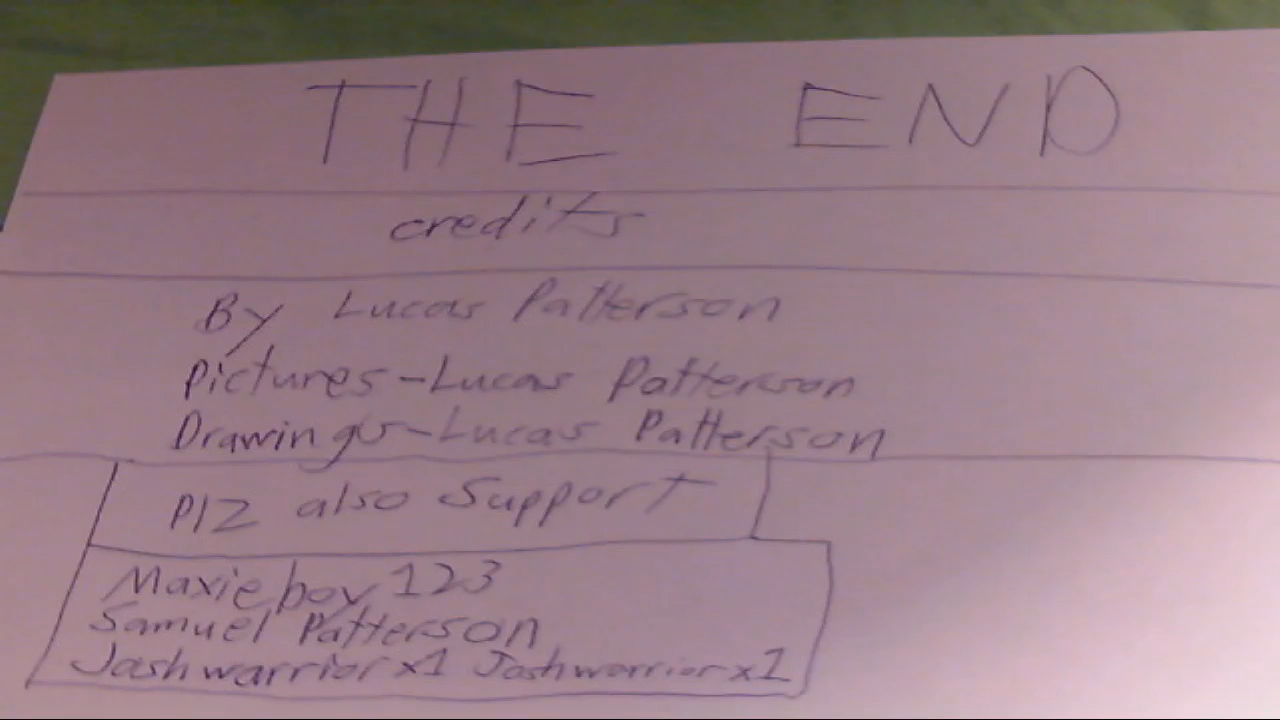 THE END
credits
By Lucas Patterson
Pictures-Lucas Patterson
Drawings-Lucas Patterson
Plz also Support
Maxieboy123
Samuel Patterson
Joshwarriorx1 Joshwarriorx1